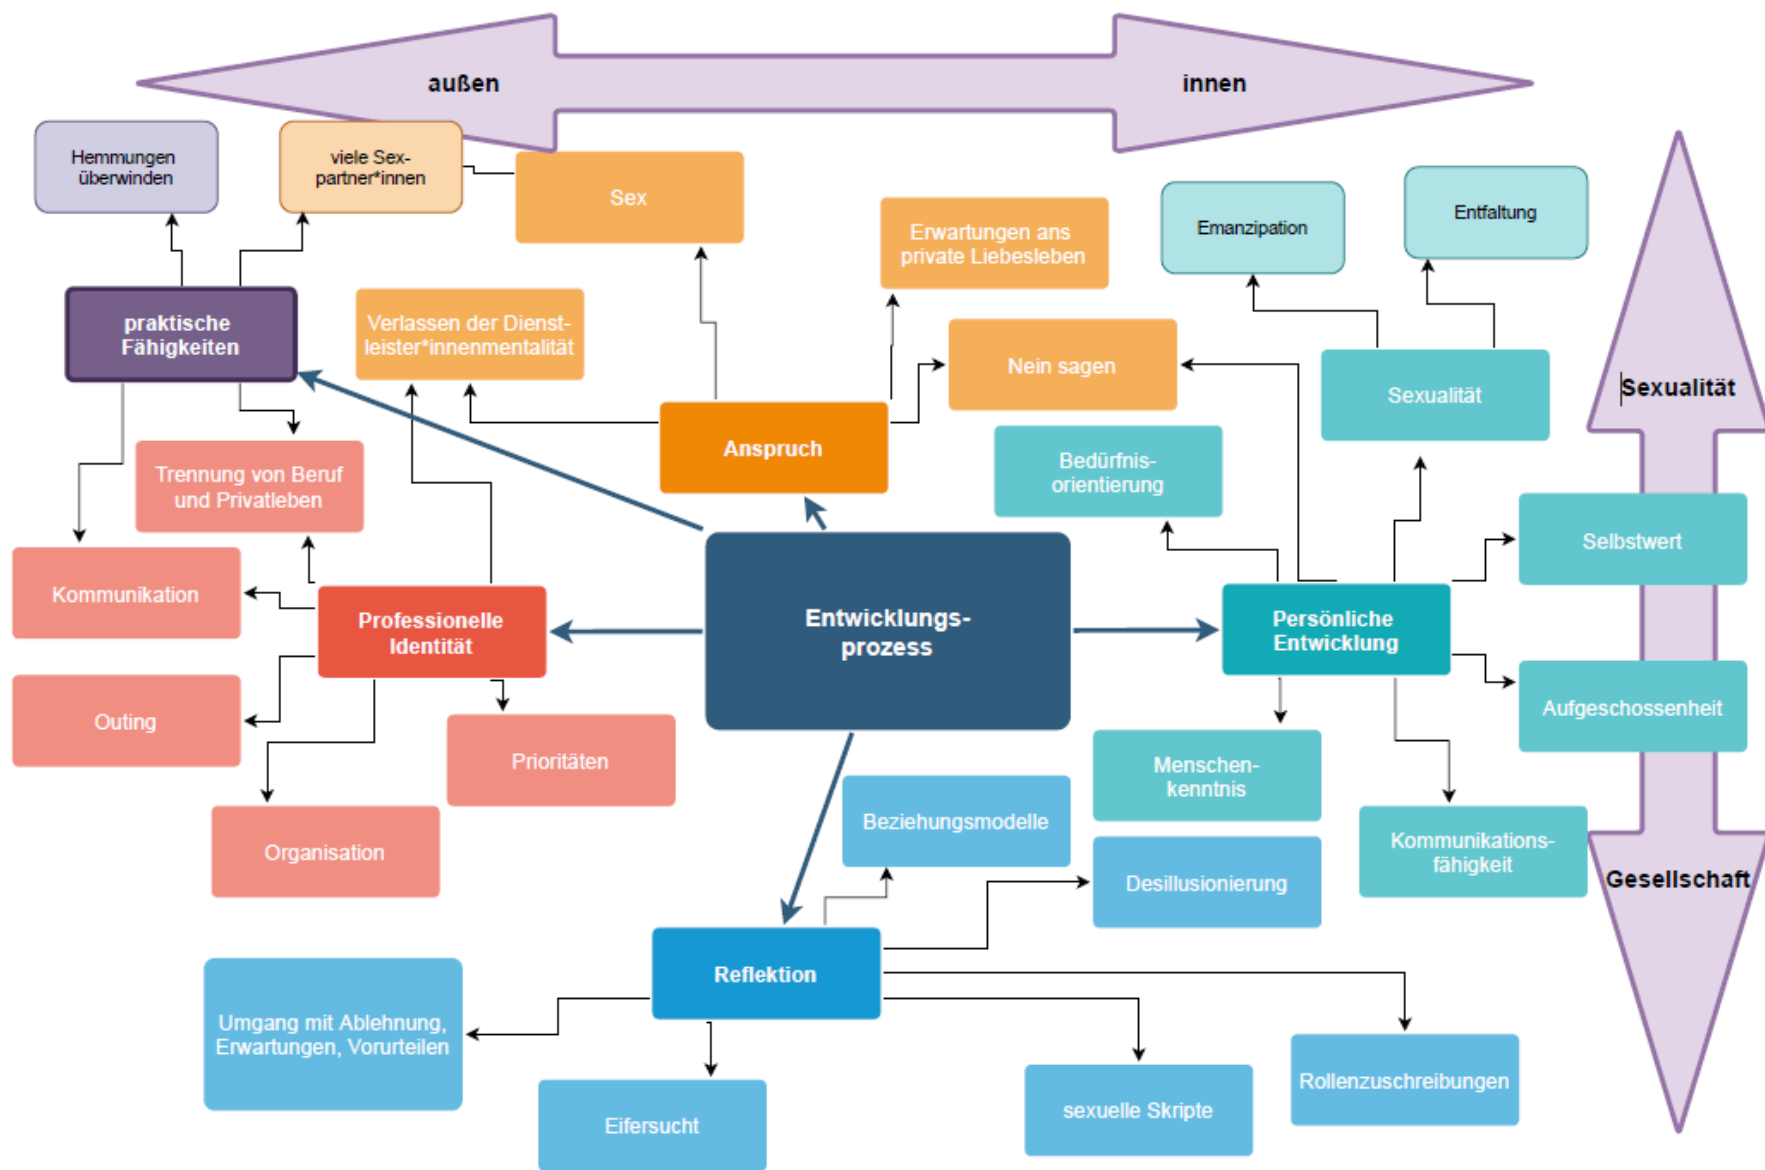 außen
innen
Hemmungen
überwinden
viele Sex-
partner*innen
Sex
Erwartungen ans
private Liebesleben
Emanzipation
Entfaltung
praktische
Fähigkeiten
Verlassen der Dienst-
leister*innenmentalität
Nein sagen
Sexualität
Sexualität
Anspruch
Bedürfnis-
orientierung
Trennung von Beruf
und Privatleben
Selbstwert
Kommunikation
Professionelle
Identität
Entwicklungs-
prozess
Persönliche
Entwicklung
Outing
Prioritäten
Aufgeschossenheit
Menschen-
kenntnis
Organisation
Beziehungsmodelle
Kommunikations-
fähigkeit
Desillusionierung
Gesellschaft
Reflektion
Umgang mit Ablehnung,
Erwartungen, Vorurteilen
Eifersucht
sexuelle Skripte
Rollenzuschreibungen